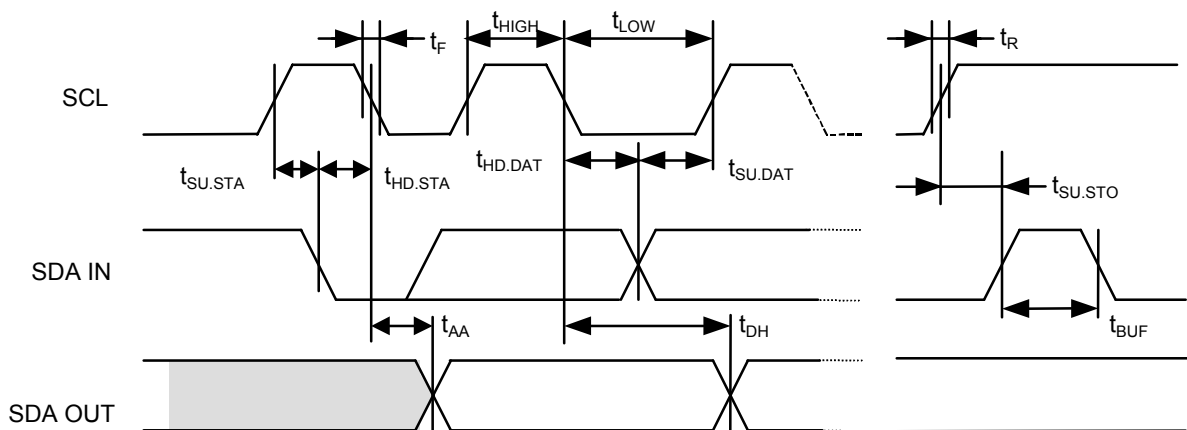 tF
tHIGH
tLOW
tR
SCL
tSU.STA
tHD.STA
tHD.DAT
tSU.DAT
tSU.STO
SDA IN
tAA
tDH
tBUF
SDA OUT